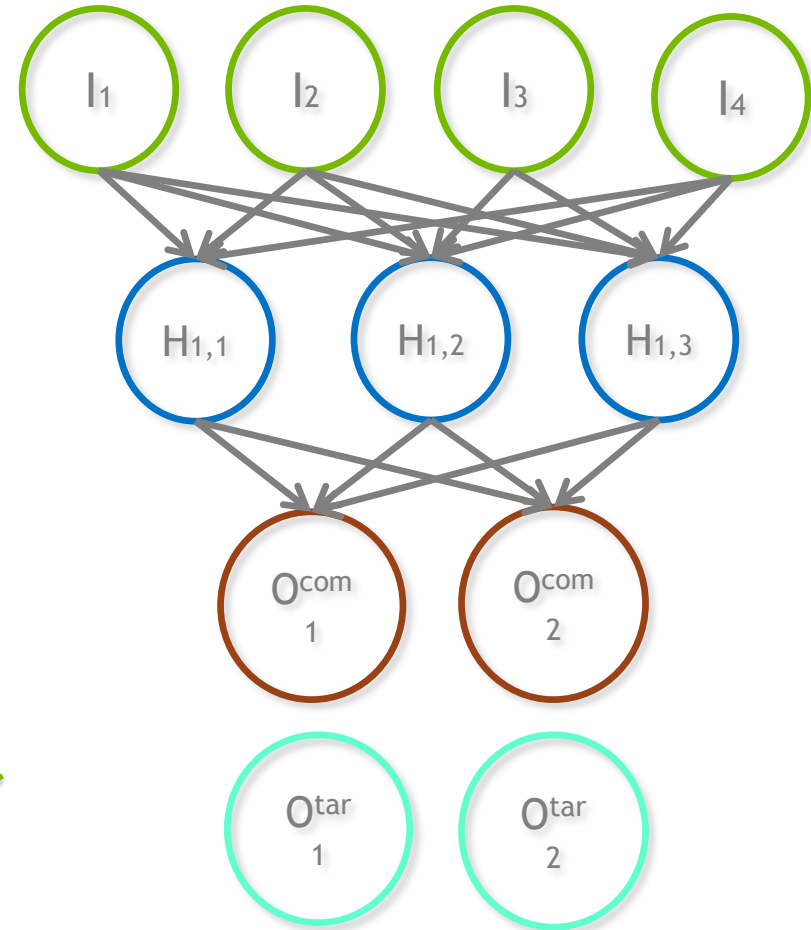 I1 I2 I3 I4
H1,1 H1,2 H1,3
Ocom Ocom
1 2
Otar Otar
1 2